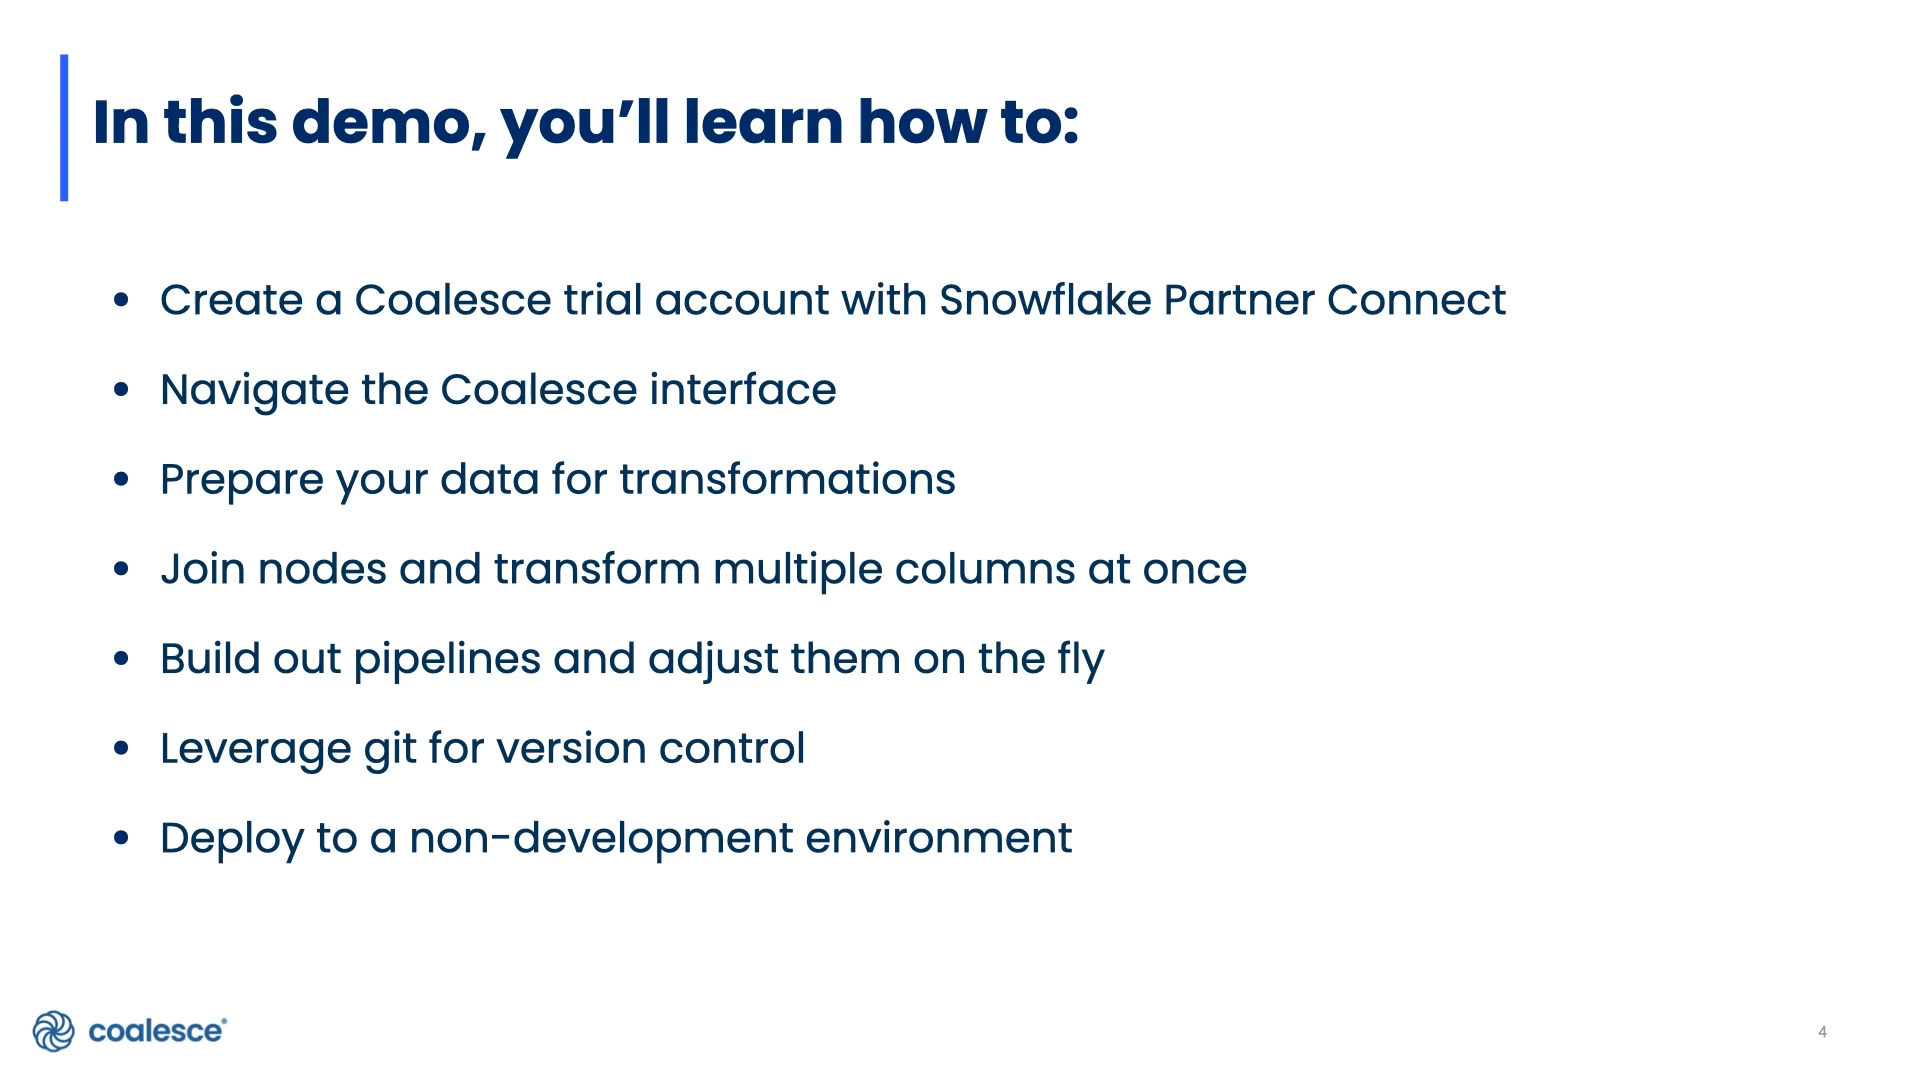 In this demo, you’ll learn how to:
• Create a Coalesce trial account with Snowflake Partner Connect
• Navigate the Coalesce interface
• Prepare your data for transformations
• Join nodes and transform multiple columns at once
• Build out pipelines and adjust them on the fly
• Leverage git for version control
• Deploy to a non-development environment
coalesce®
4